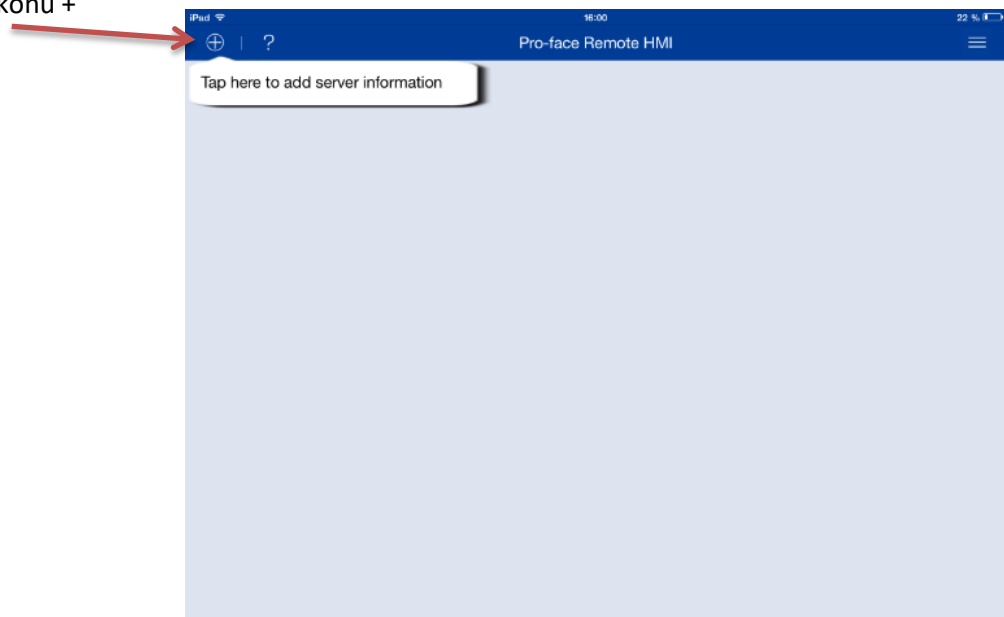 konu +
iPad 16:00 22 %
? Pro-face Remote HMI
Tap here to add server information